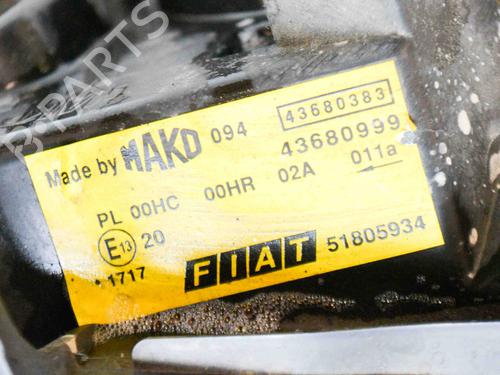 B-PARTS
Made by MAKO 094 43680383
43680999
PL 00HC 00HR 02A 011a
E13 20
• 1717 FIAT 51805934